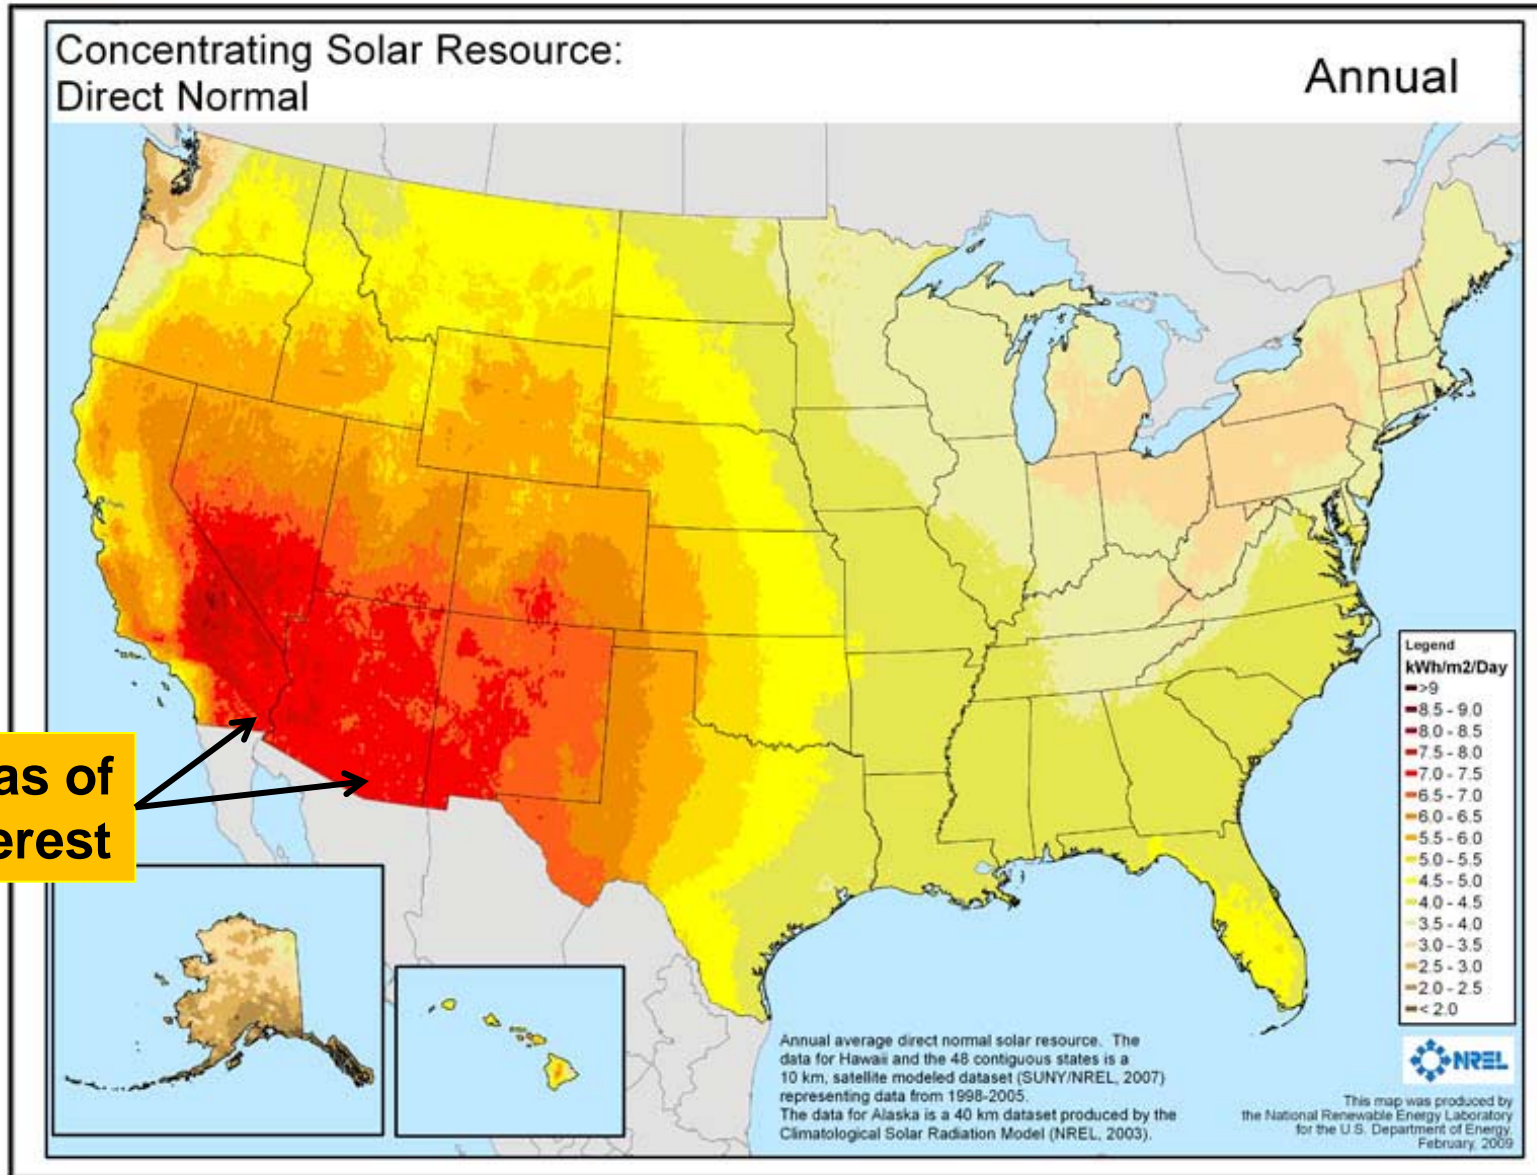 Concentrating Solar Resource:
Direct Normal
Annual
as of
erest
Legend
kWh/m2/Day
>9
8.5 - 9.0
8.0 - 8.5
7.5 - 8.0
7.0 - 7.5
6.5 - 7.0
6.0 - 6.5
5.5 - 6.0
5.0 - 5.5
4.5 - 5.0
4.0 - 4.5
3.5 - 4.0
3.0 - 3.5
2.5 - 3.0
2.0 - 2.5
< 2.0
Annual average direct normal solar resource. The
data for Hawaii and the 48 contiguous states is a
10 km, satellite modeled dataset (SUNY/NREL, 2007)
representing data from 1998-2005.
The data for Alaska is a 40 km dataset produced by the
Climatological Solar Radiation Model (NREL, 2003).
NREL
This map was produced by
the National Renewable Energy Laboratory
for the U.S. Department of Energy.
February, 2009